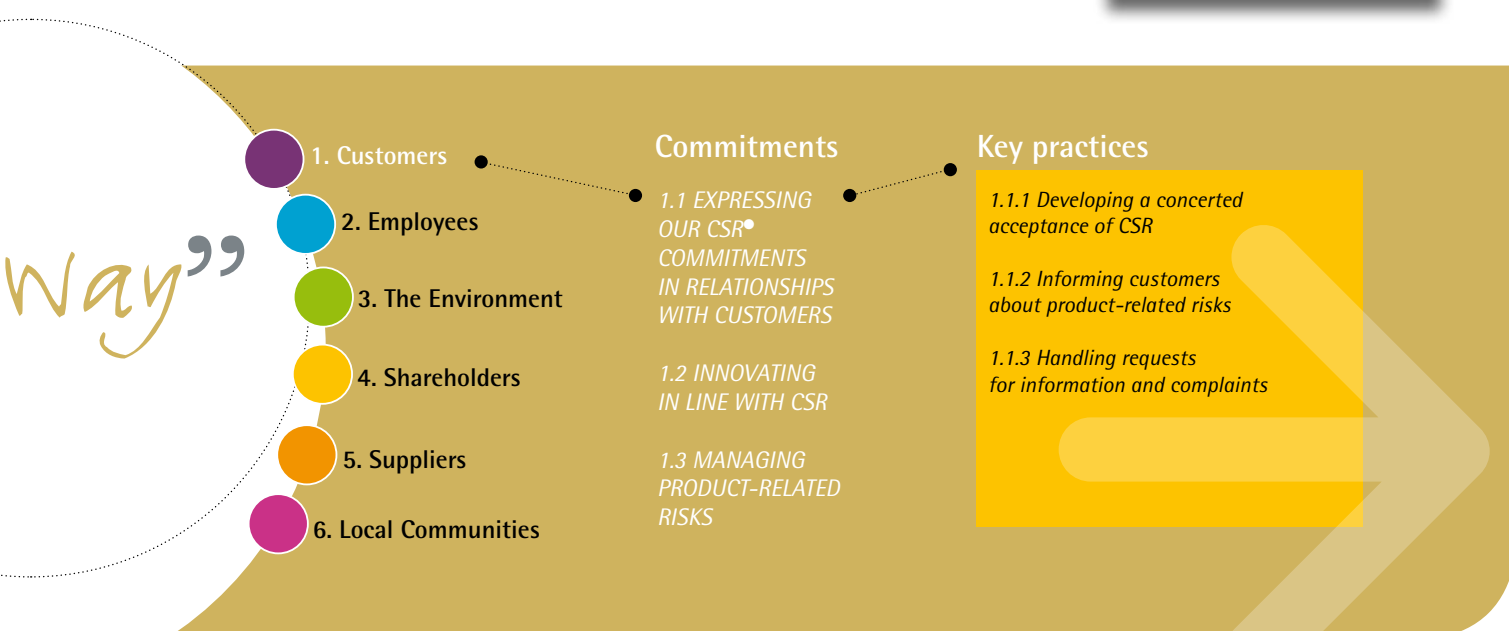 Way”
1. Customers
2. Employees
3. The Environment
4. Shareholders
5. Suppliers
6. Local Communities
Commitments
1.1 EXPRESSING
OUR CSR●
COMMITMENTS
IN RELATIONSHIPS
WITH CUSTOMERS
1.2 INNOVATING
IN LINE WITH CSR
1.3 MANAGING
PRODUCT-RELATED
RISKS
Key practices
1.1.1 Developing a concerted
acceptance of CSR
1.1.2 Informing customers
about product-related risks
1.1.3 Handling requests
for information and complaints